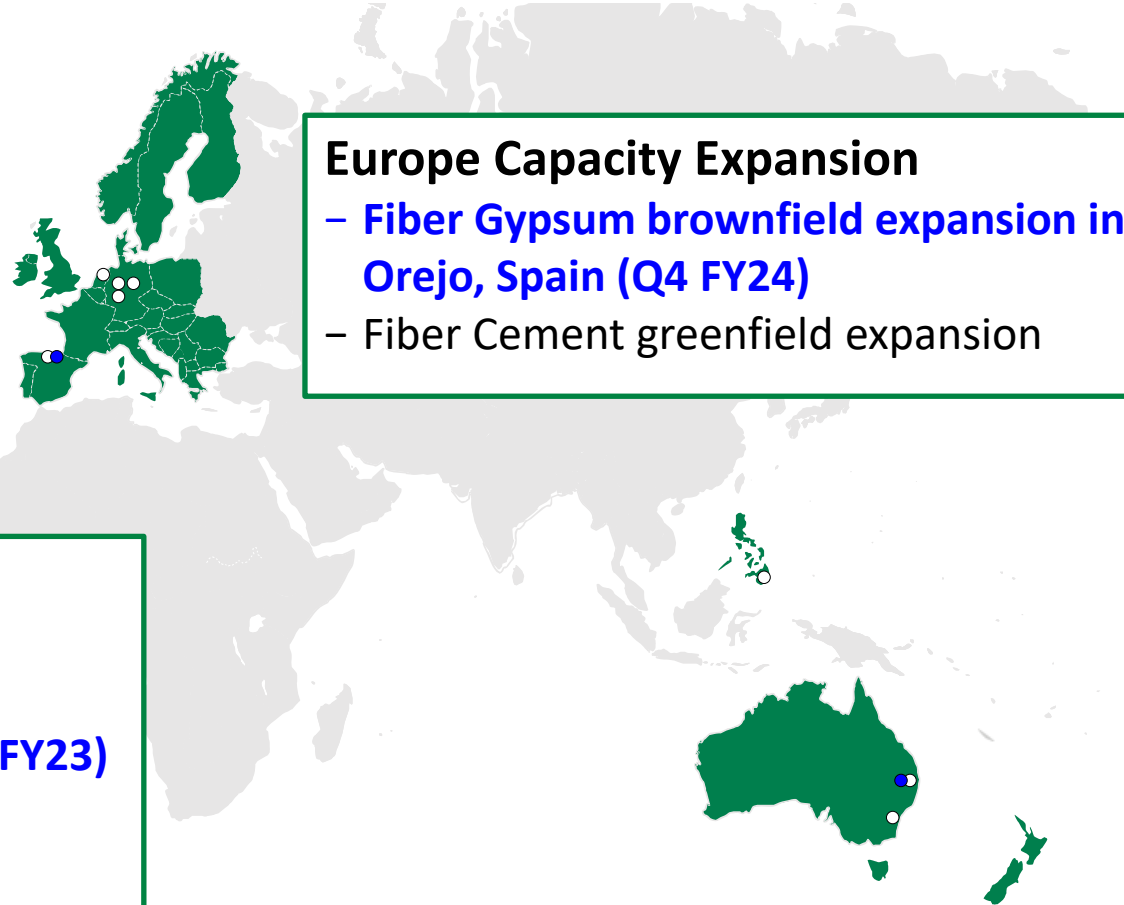 Europe Capacity Expansion
– Fiber Gypsum brownfield expansion in
Orejo, Spain (Q4 FY24)
– Fiber Cement greenfield expansion
FY23)